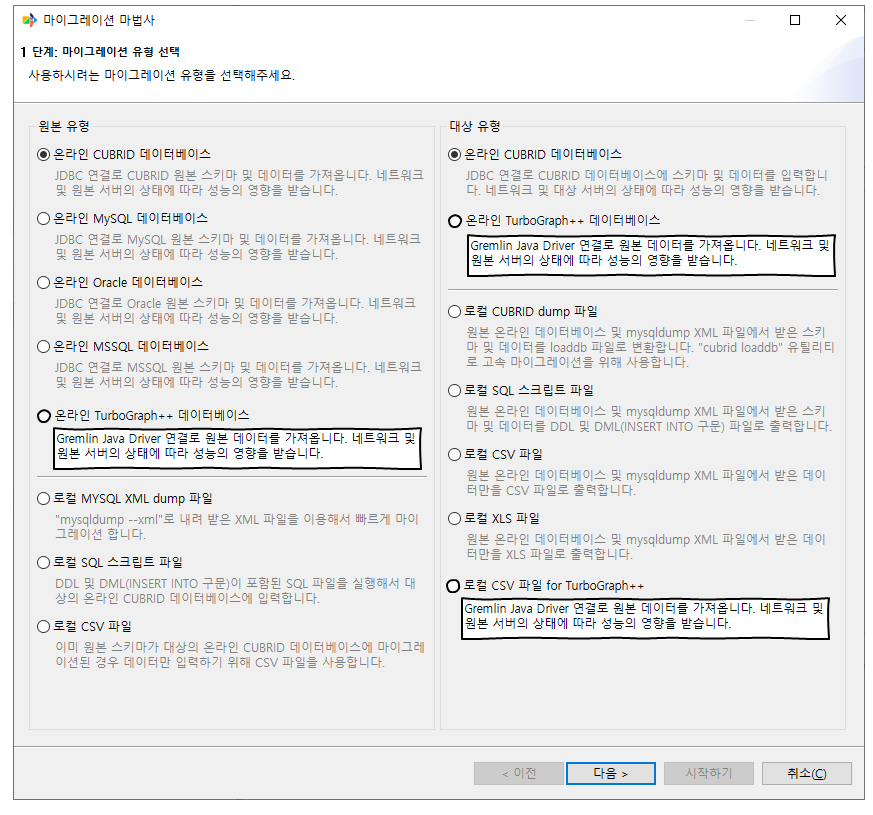 마이그레이션 마법사
1 단계: 마이그레이션 유형 선택
사용하시려는 마이그레이션 유형을 선택해주세요.
원본 유형
온라인 CUBRID 데이터베이스
JDBC 연결로 CUBRID 원본 스키마 및 데이터를 가져옵니다. 네트워크
및 원본 서버의 상태에 따라 성능의 영향을 받습니다.
온라인 MySQL 데이터베이스
JDBC 연결로 MySQL 원본 스키마 및 데이터를 가져옵니다. 네트워크
및 원본 서버의 상태에 따라 성능의 영향을 받습니다.
온라인 Oracle 데이터베이스
JDBC 연결로 Oracle 원본 스키마 및 데이터를 가져옵니다. 네트워크
및 원본 서버의 상태에 따라 성능의 영향을 받습니다.
온라인 MSSQL 데이터베이스
JDBC 연결로 MSSQL 원본 스키마 및 데이터를 가져옵니다. 네트워크
및 원본 서버의 상태에 따라 성능의 영향을 받습니다.
온라인 TurboGraph++ 데이터베이스
Gremlin Java Driver 연결로 원본 데이터를 가져옵니다. 네트워크 및
원본 서버의 상태에 따라 성능의 영향을 받습니다.
로컬 MYSQL XML dump 파일
"mysqldump --xml"로 내려 받은 XML 파일을 이용해서 빠르게 마이
그레이션 합니다.
로컬 SQL 스크립트 파일
DDL 및 DML(INSERT INTO 구문)이 포함된 SQL 파일을 실행해서 대
상의 온라인 CUBRID 데이터베이스에 입력합니다.
로컬 CSV 파일
이미 원본 스키마가 대상의 온라인 CUBRID 데이터베이스에 마이그레
이션된 경우 데이터만 입력하기 위해 CSV 파일을 사용합니다.
대상 유형
온라인 CUBRID 데이터베이스
JDBC 연결로 CUBRID 데이터베이스에 스키마 및 데이터를 입력합니
다. 네트워크 및 대상 서버의 상태에 따라 성능의 영향을 받습니다.
온라인 TurboGraph++ 데이터베이스
Gremlin Java Driver 연결로 원본 데이터를 가져옵니다. 네트워크 및
원본 서버의 상태에 따라 성능의 영향을 받습니다.
로컬 CUBRID dump 파일
원본 온라인 데이터베이스 및 mysqldump XML 파일에서 받은 스키
마 및 데이터를 loaddb 파일로 변환합니다. "cubrid loaddb" 유틸리티
로 고속 마이그레이션을 위해 사용합니다.
로컬 SQL 스크립트 파일
원본 온라인 데이터베이스 및 mysqldump XML 파일에서 받은 스키
마 및 데이터를 DDL 및 DML(INSERT INTO 구문) 파일로 출력합니다.
로컬 CSV 파일
원본 온라인 데이터베이스 및 mysqldump XML 파일에서 받은 데이
터만을 CSV 파일로 출력합니다.
로컬 XLS 파일
원본 온라인 데이터베이스 및 mysqldump XML 파일에서 받은 데이
터만을 XLS 파일로 출력합니다.
로컬 CSV 파일 for TurboGraph++
Gremlin Java Driver 연결로 원본 데이터를 가져옵니다. 네트워크 및
원본 서버의 상태에 따라 성능의 영향을 받습니다.
< 이전
다음 >
시작하기
취소(C)